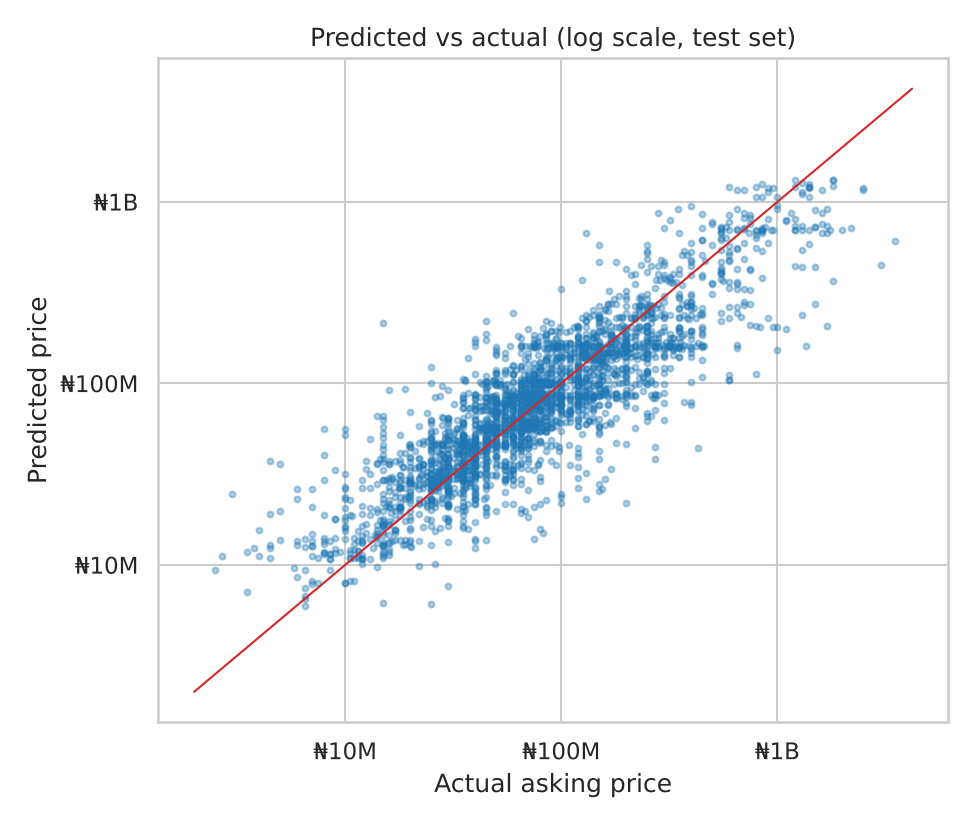 Predicted vs actual (log scale, test set)
Predicted price
₦1B
₦100M
₦10M
₦10M ₦100M ₦1B
Actual asking price